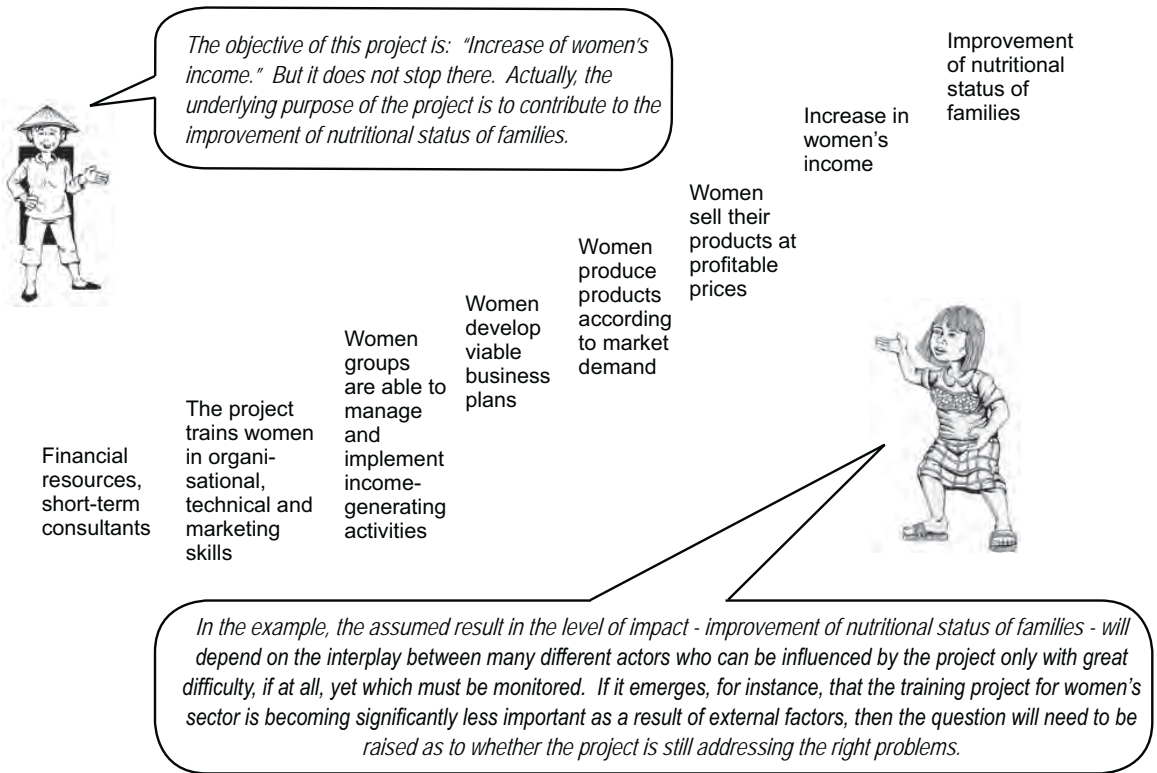 The objective of this project is: “Increase of women’s
income.” But it does not stop there. Actually, the
underlying purpose of the project is to contribute to the
improvement of nutritional status of families.
Improvement
of nutritional
status of
families
Increase in
women’s
income
Women
sell their
products at
profitable
prices
Women
produce
products
according
to market
demand
Women
develop
viable
business
plans
Women
groups
are able to
manage
and
implement
income-
generating
activities
The project
trains women
in organi-
sational,
technical and
marketing
skills
Financial
resources,
short-term
consultants
In the example, the assumed result in the level of impact - improvement of nutritional status of families - will
depend on the interplay between many different actors who can be influenced by the project only with great
difficulty, if at all, yet which must be monitored. If it emerges, for instance, that the training project for women’s
sector is becoming significantly less important as a result of external factors, then the question will need to be
raised as to whether the project is still addressing the right problems.